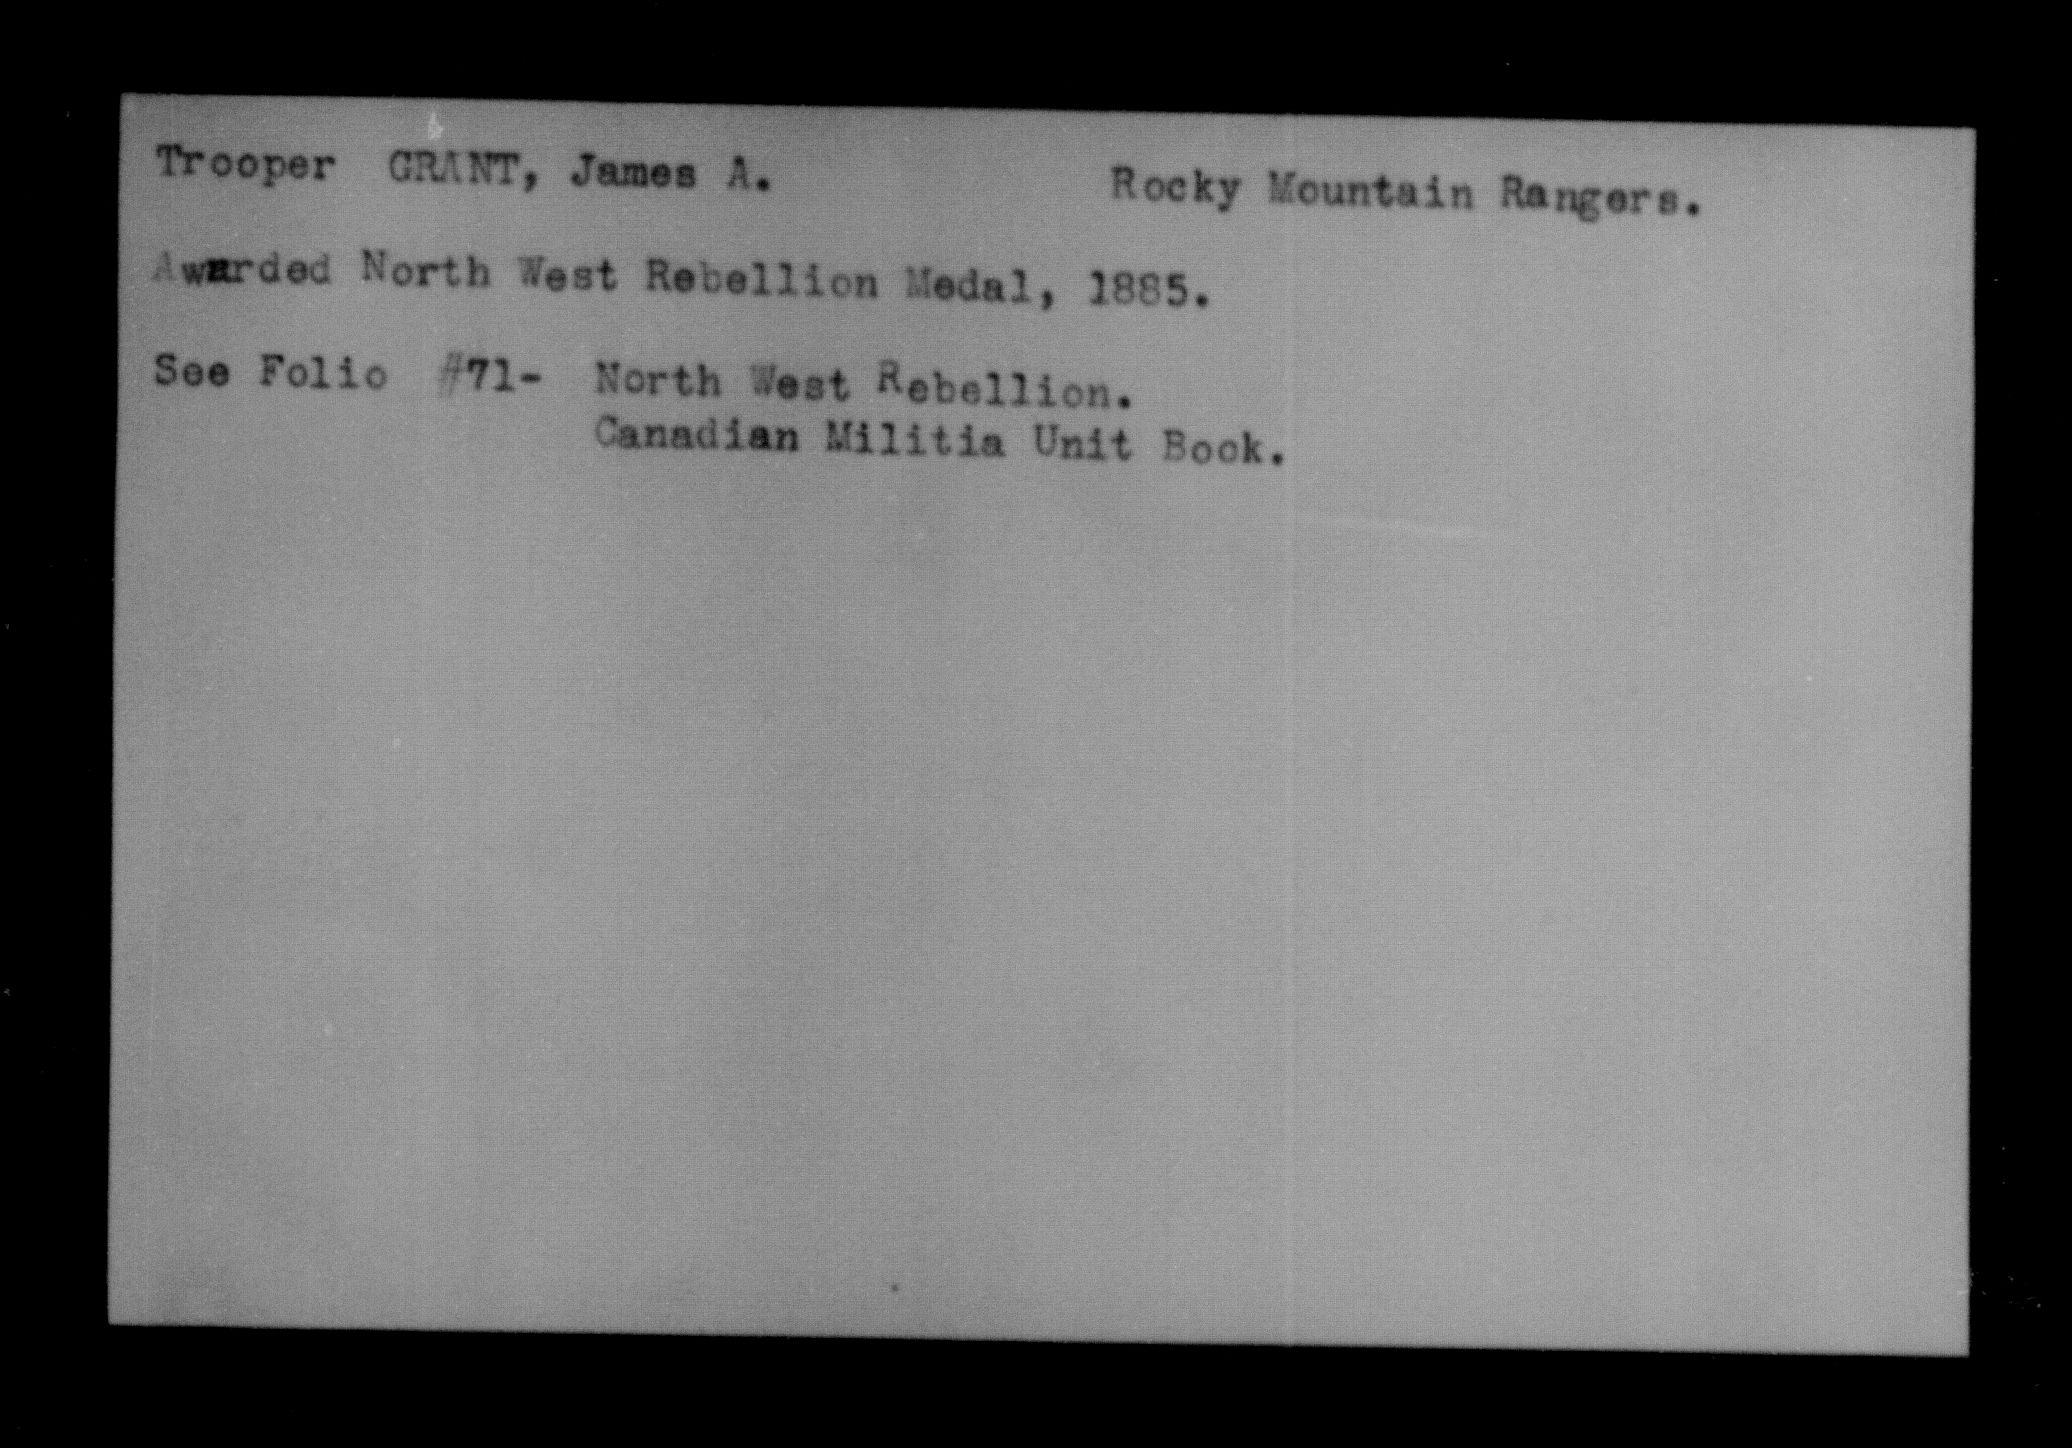 Trooper GRANT, James A. Rocky Mountain Rangers.
Awarded North West Rebellion Medal, 1885.
See Folio #71- North West Rebellion.
Canadian Militia Unit Book.